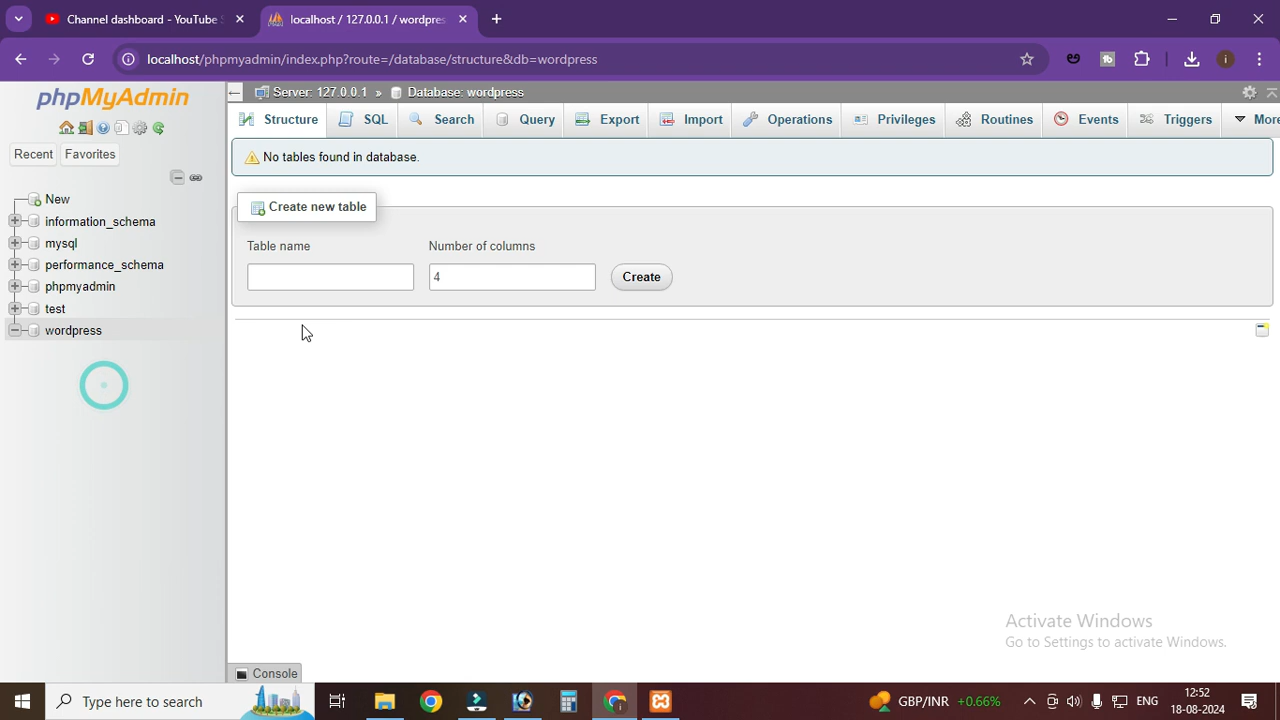 Channel dashboard - YouTube S
localhost / 127.0.0.1 / wordpres
localhost/phpmyadmin/index.php?route=/database/structure&db=wordpress
i
phpMyAdmin
Server: 127.0.0.1 » Database: wordpress
Structure SQL Search Query Export Import Operations Privileges Routines Events Triggers More
Recent Favorites
No tables found in database.
New
information_schema
mysql
performance_schema
phpmyadmin
test
wordpress
Create new table
Table name Number of columns
4 Create
Activate Windows
Go to Settings to activate Windows.
Console
Type here to search
GBP/INR +0.66%
ENG
12:52
18-08-2024